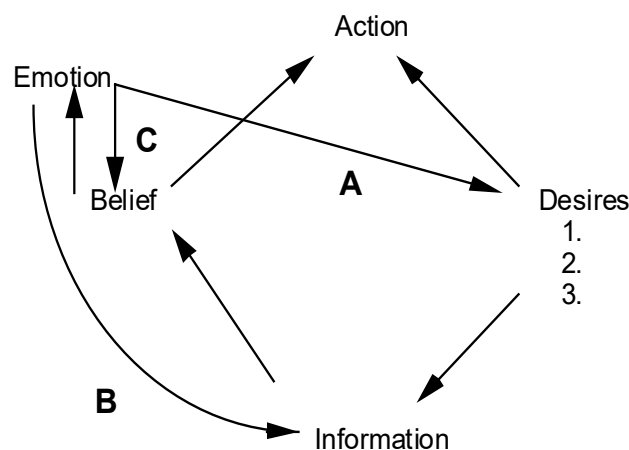 Action
Emotion
C
A
Belief
Desires
1.
2.
3.
B
Information